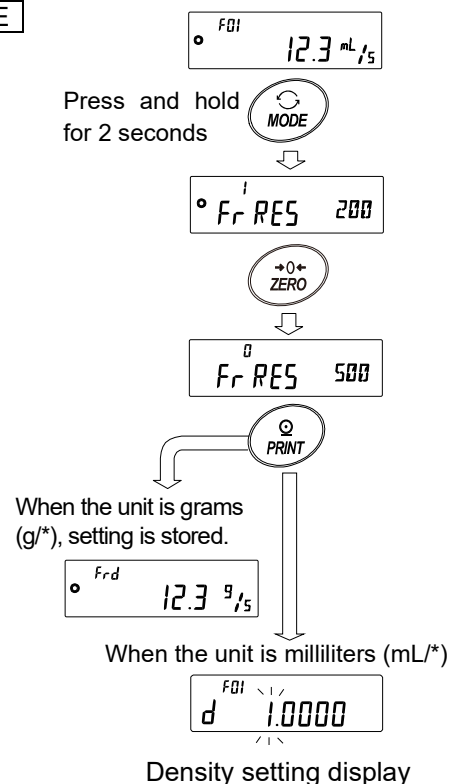 E
F01
12.3 mL/s
Press and hold
for 2 seconds
MODE
1
Fr RES 200
→0←
ZERO
0
Fr RES 500
PRINT
When the unit is grams
(g/*), setting is stored.
Frd
12.3 g/s
When the unit is milliliters (mL/*)
F01
d 1.0000
Density setting display